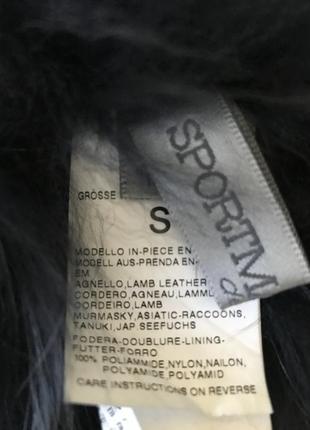 SPORTM
GRÖSSE
S
MODELLO IN-PIECE EN
MODELL AUS-PRENDA EN-
EM
AGNELLO,LAMB LEATHER
CORDERO,AGNEAU,LAMM,
CORDEIRO,LAMB
MURMASKY,ASIATIC-RACCOONS,
TANUKI,JAP.SEEFUCHS
FODERA-DOUBLURE-LINING-
FUTTER-FORRO
100% POLIAMMIDE,NYLON,NAILON,
POLYAMIDE,POLYAMID
CARE INSTRUCTIONS ON REVERSE